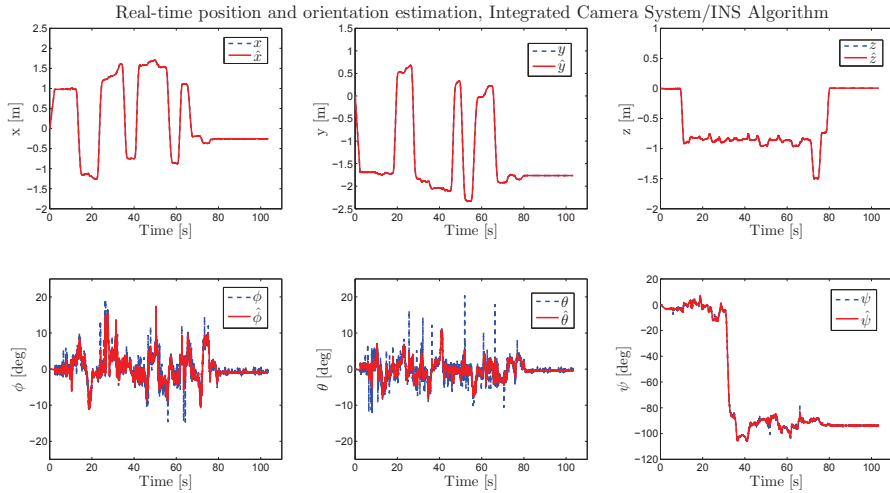 Real-time position and orientation estimation, Integrated Camera System/INS Algorithm
2.5
2
1.5
1
0.5
0
−0.5
−1
−1.5
−2
x [m]
x
x̂
0 20 40 60 80 100
Time [s]
1.5
1
0.5
0
−0.5
−1
−1.5
−2
−2.5
y [m]
y
ŷ
0 20 40 60 80 100
Time [s]
1
0.5
0
−0.5
−1
−1.5
−2
z [m]
z
ẑ
0 20 40 60 80 100
Time [s]
20
10
0
−10
−20
ϕ [deg]
ϕ
ϕ̂
0 20 40 60 80 100
Time [s]
20
10
0
−10
−20
θ [deg]
θ
θ̂
0 20 40 60 80 100
Time [s]
20
0
−20
−40
−60
−80
−100
−120
ψ [deg]
ψ
ψ̂
0 20 40 60 80 100
Time [s]